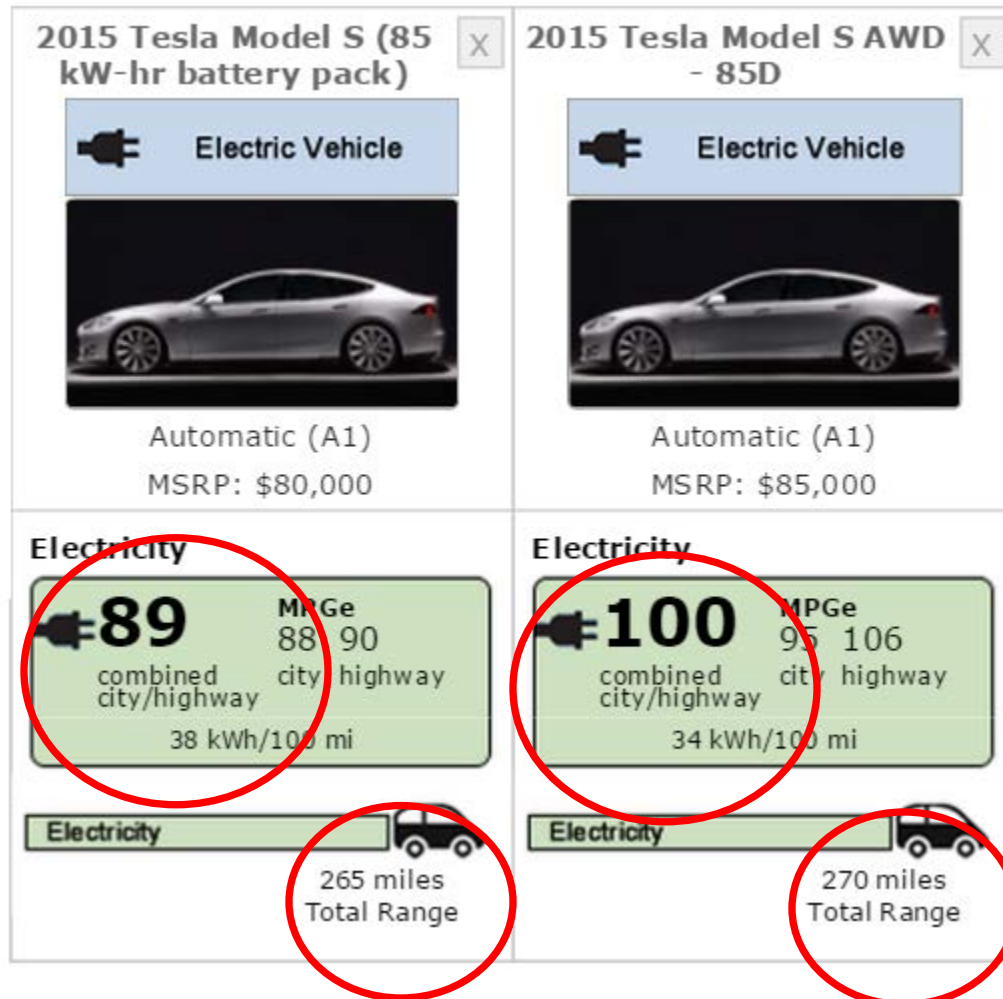 2015 Tesla Model S (85
kW-hr battery pack)
X
Electric Vehicle
Automatic (A1)
MSRP: $80,000
Electricity
89
combined
city/highway
MPGe
88 90
city highway
38 kWh/100 mi
Electricity
265 miles
Total Range
2015 Tesla Model S AWD
- 85D
X
Electric Vehicle
Automatic (A1)
MSRP: $85,000
Electricity
100
combined
city/highway
MPGe
95 106
city highway
34 kWh/100 mi
Electricity
270 miles
Total Range